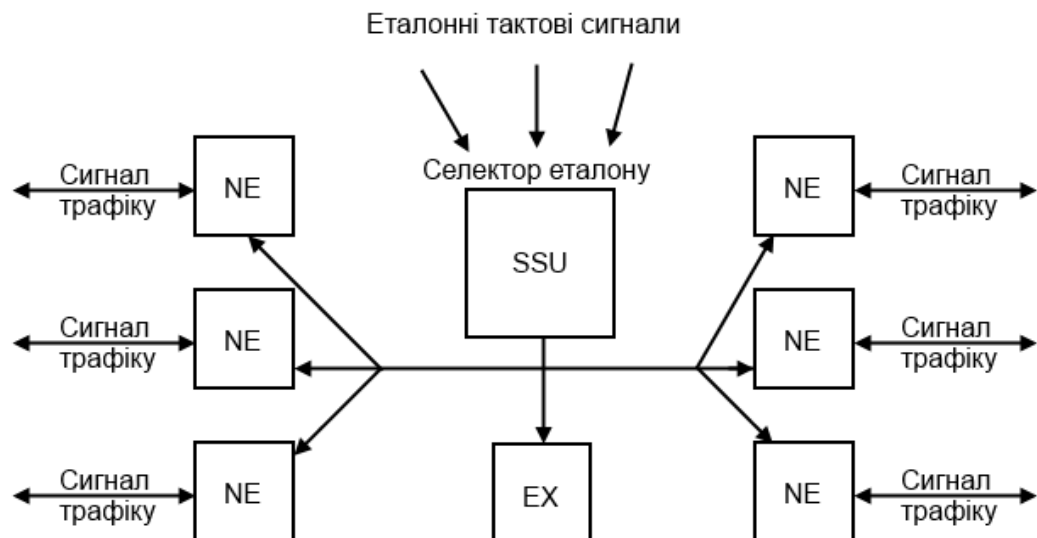 Еталонні тактові сигнали
Селектор еталону
Сигнал
трафіку
NE
SSU
NE
Сигнал
трафіку
Сигнал
трафіку
NE
NE
Сигнал
трафіку
Сигнал
трафіку
NE
EX
NE
Сигнал
трафіку